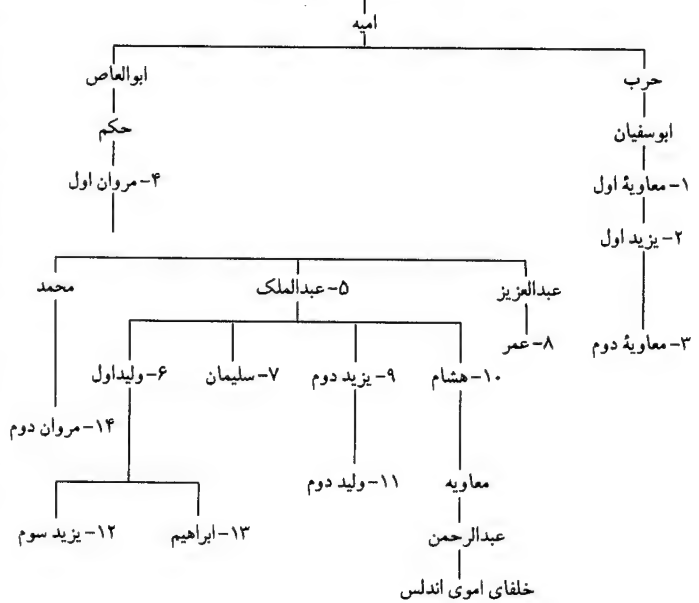 امیه
حرب ابوالعاص
ابوسفیان حکم
۱-معاویهٔ اول ۴-مروان اول
۲-یزید اول
عبدالعزیز ۵-عبدالملک محمد
۳-معاویهٔ دوم ۸-عمر
۱۰-هشام ۹-یزید دوم ۷-سلیمان ۶-ولیداول
۱۴-مروان دوم
معاویه ۱۱-ولید دوم
عبدالرحمن ۱۳-ابراهیم ۱۲-یزید سوم
خلفای اموی اندلس